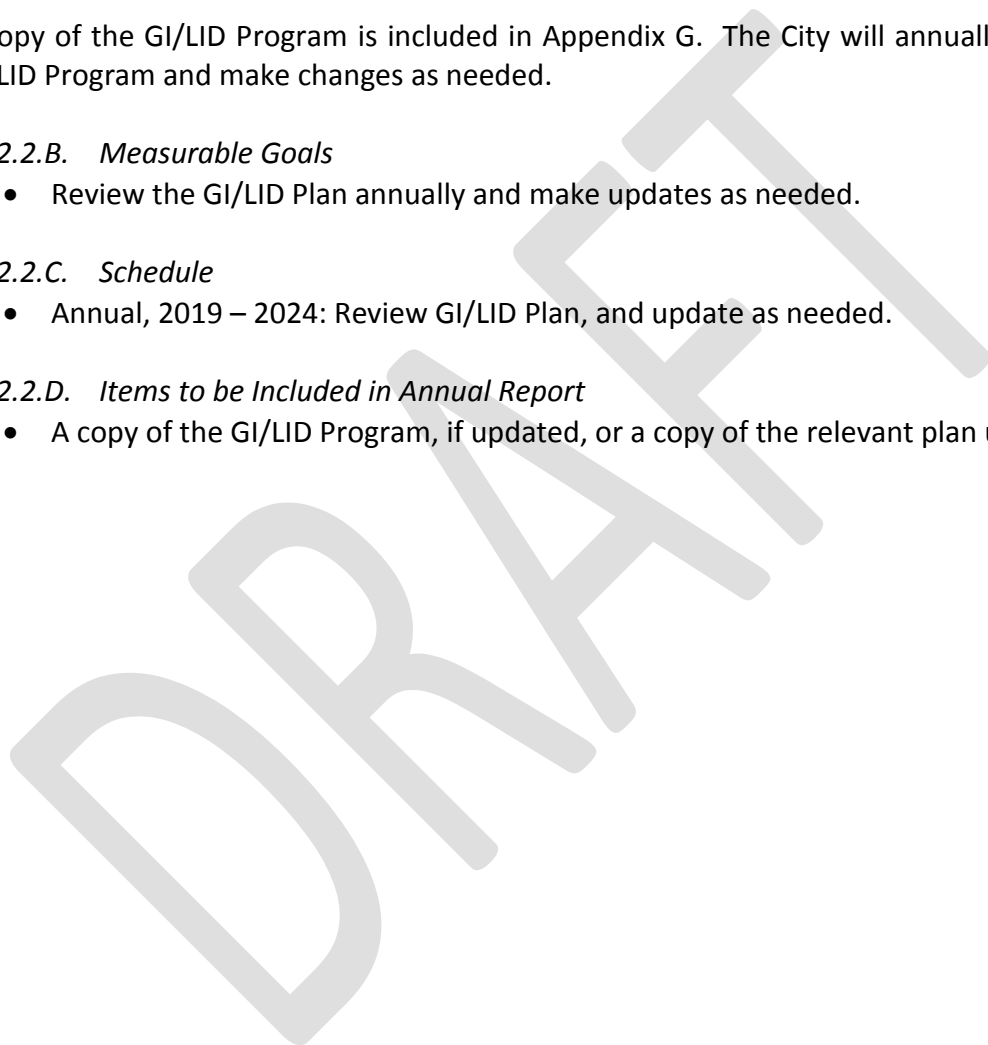 opy of the GI/LID Program is included in Appendix G. The City will annuall
LID Program and make changes as needed.
2.2.B. Measurable Goals
• Review the GI/LID Plan annually and make updates as needed.
2.2.C. Schedule
• Annual, 2019 – 2024: Review GI/LID Plan, and update as needed.
2.2.D. Items to be Included in Annual Report
• A copy of the GI/LID Program, if updated, or a copy of the relevant plan u
DRAFT